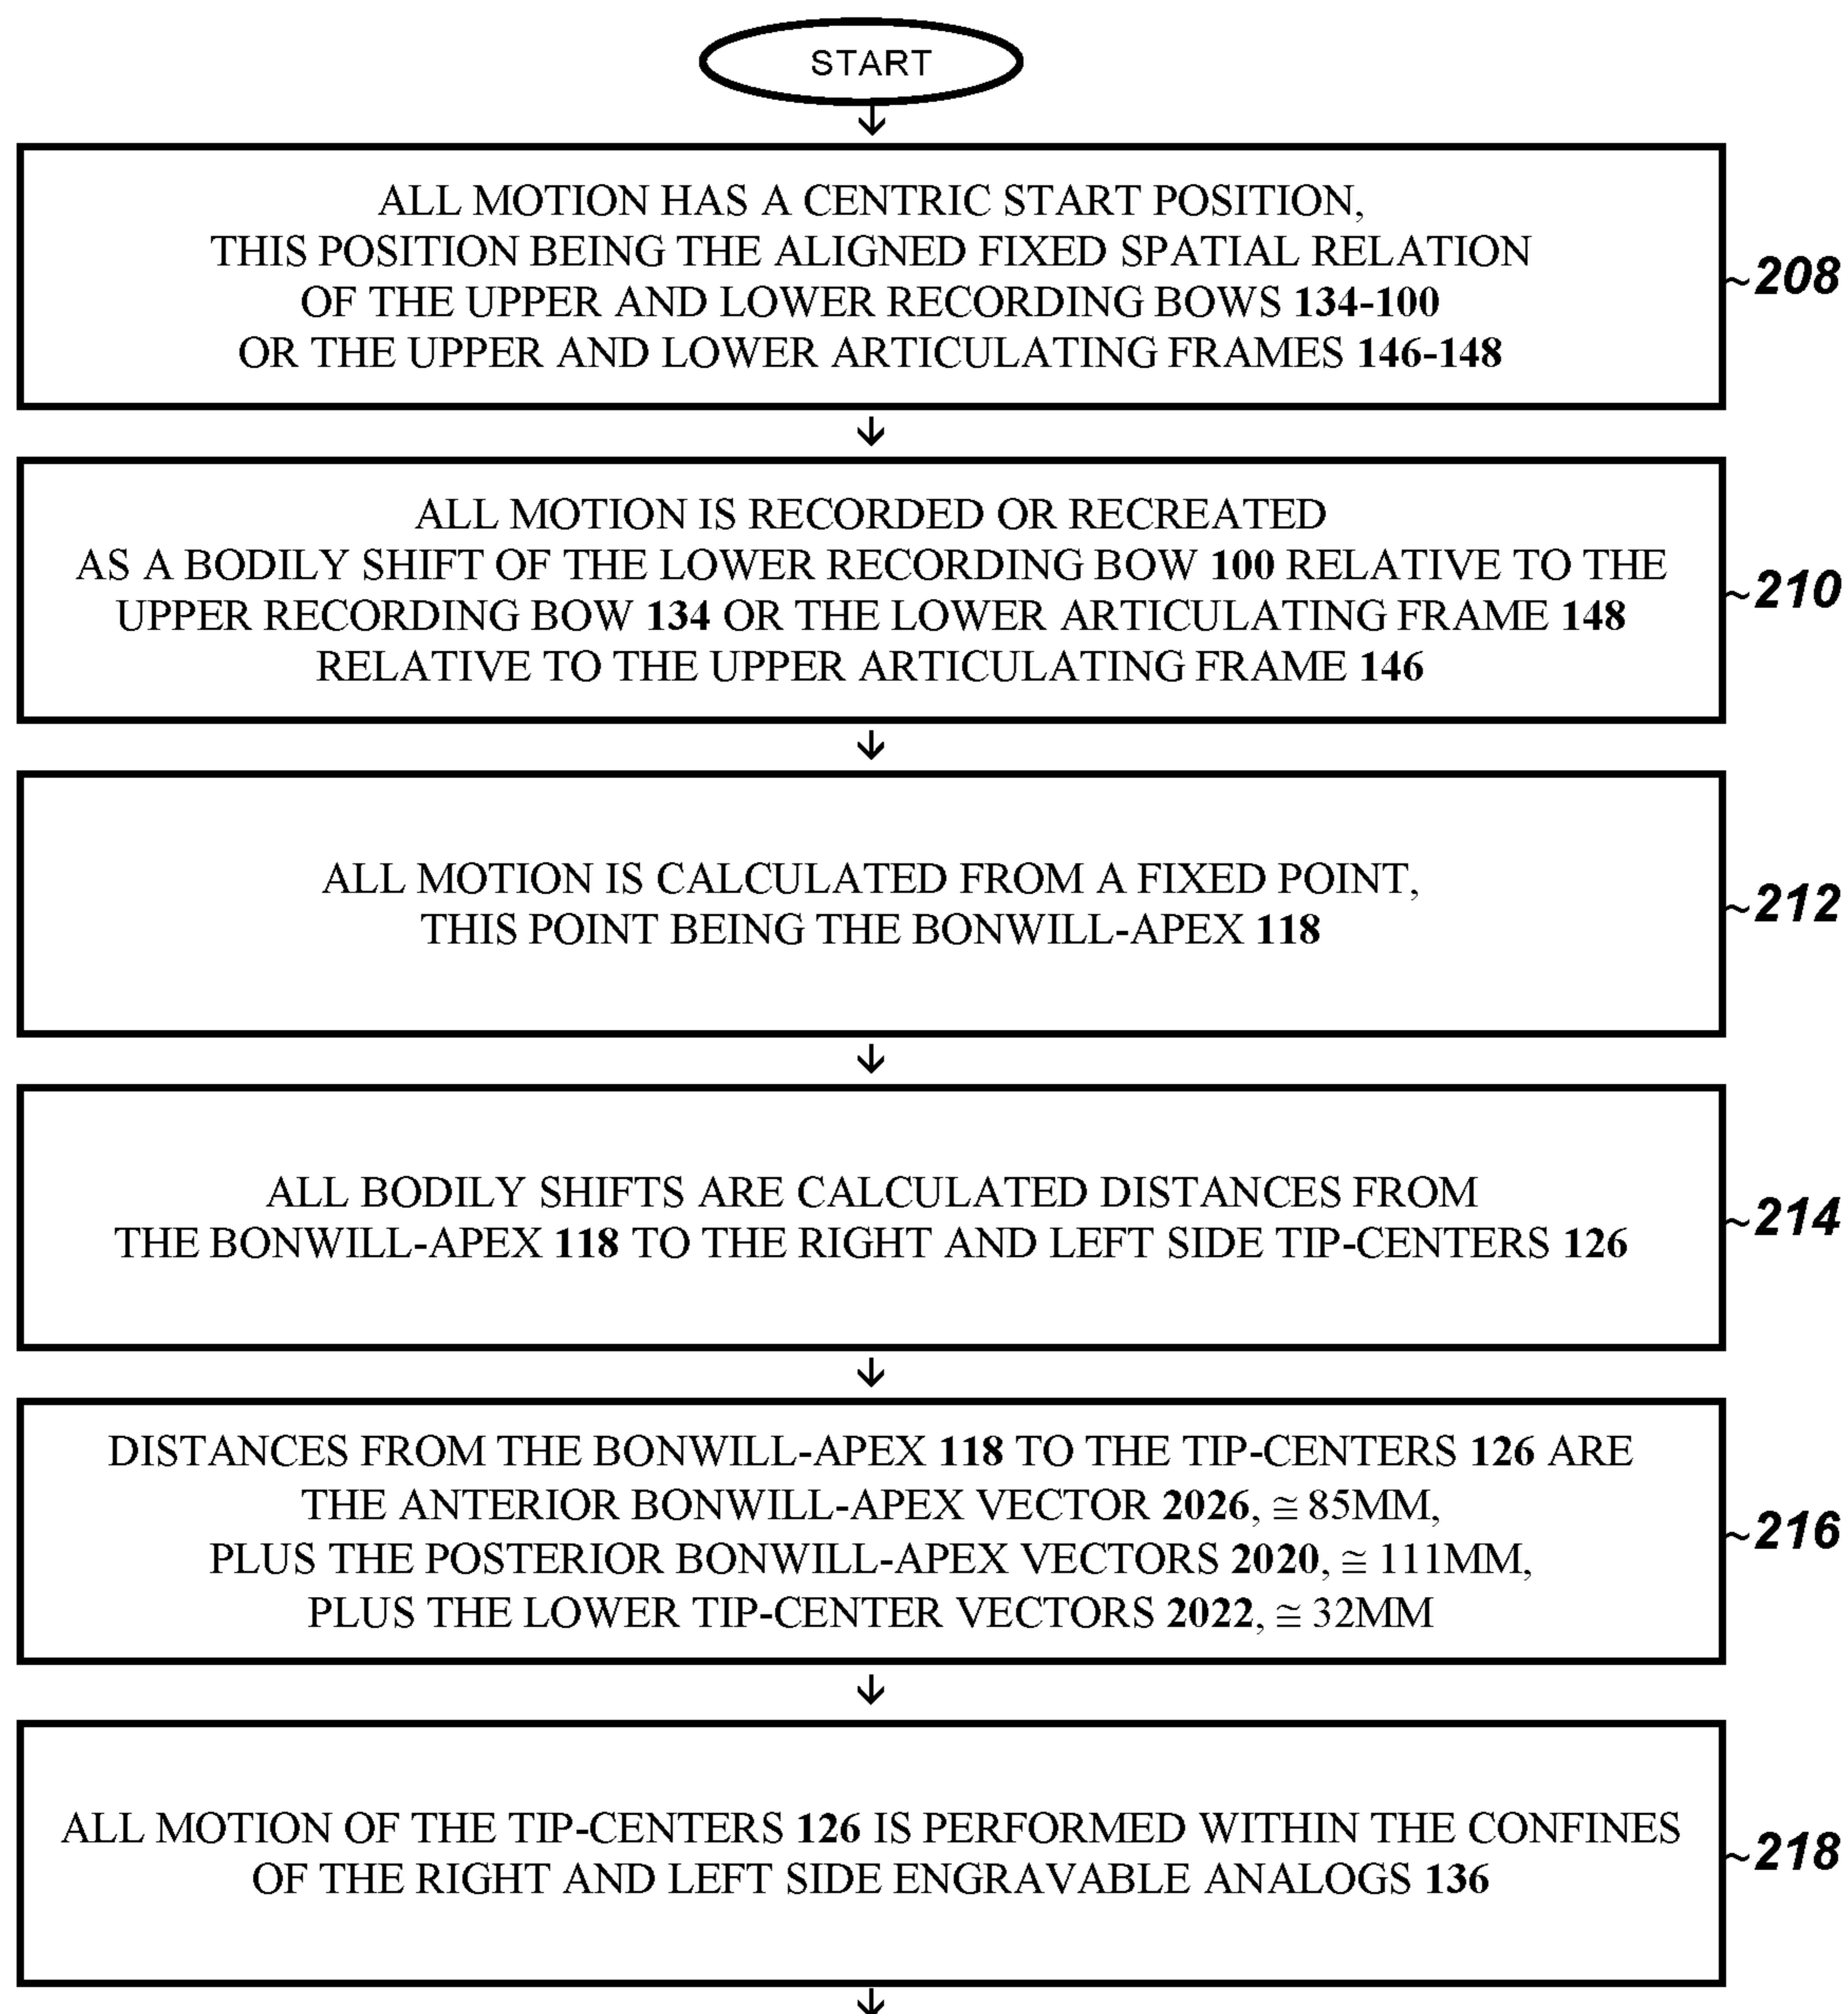 START
ALL MOTION HAS A CENTRIC START POSITION,
THIS POSITION BEING THE ALIGNED FIXED SPATIAL RELATION
OF THE UPPER AND LOWER RECORDING BOWS 134-100
OR THE UPPER AND LOWER ARTICULATING FRAMES 146-148
~208
ALL MOTION IS RECORDED OR RECREATED
AS A BODILY SHIFT OF THE LOWER RECORDING BOW 100 RELATIVE TO THE
UPPER RECORDING BOW 134 OR THE LOWER ARTICULATING FRAME 148
RELATIVE TO THE UPPER ARTICULATING FRAME 146
~210
ALL MOTION IS CALCULATED FROM A FIXED POINT,
THIS POINT BEING THE BONWILL-APEX 118
~212
ALL BODILY SHIFTS ARE CALCULATED DISTANCES FROM
THE BONWILL-APEX 118 TO THE RIGHT AND LEFT SIDE TIP-CENTERS 126
~214
DISTANCES FROM THE BONWILL-APEX 118 TO THE TIP-CENTERS 126 ARE
THE ANTERIOR BONWILL-APEX VECTOR 2026, ≅ 85MM,
PLUS THE POSTERIOR BONWILL-APEX VECTORS 2020, ≅ 111MM,
PLUS THE LOWER TIP-CENTER VECTORS 2022, ≅ 32MM
~216
ALL MOTION OF THE TIP-CENTERS 126 IS PERFORMED WITHIN THE CONFINES
OF THE RIGHT AND LEFT SIDE ENGRAVABLE ANALOGS 136
~218